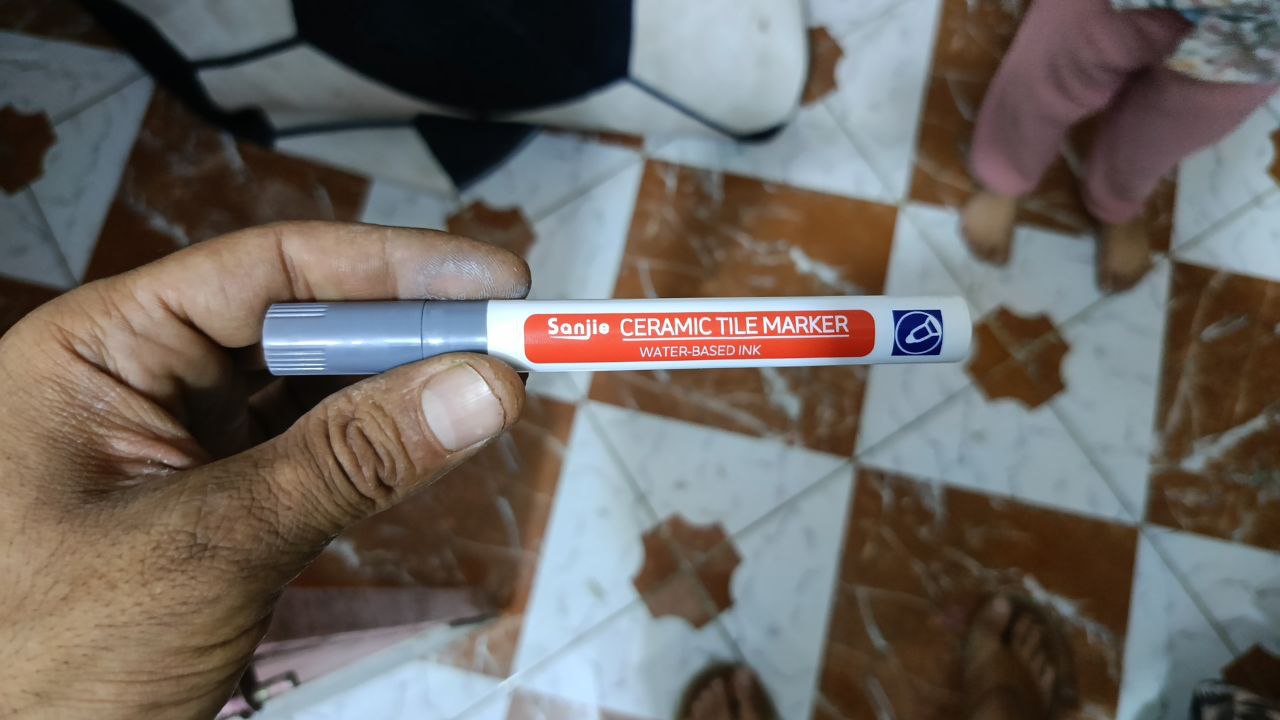 Sanjie CERAMIC TILE MARKER
WATER-BASED INK